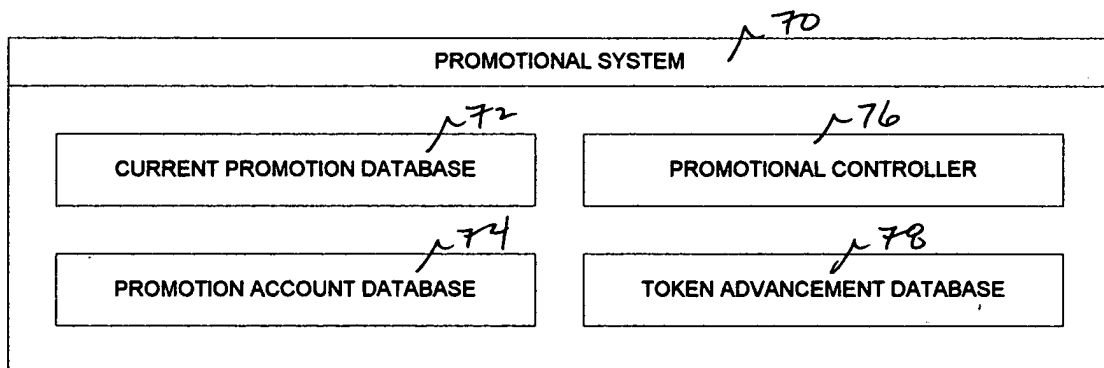 70
PROMOTIONAL SYSTEM
72
76
CURRENT PROMOTION DATABASE
PROMOTIONAL CONTROLLER
74
78
PROMOTION ACCOUNT DATABASE
TOKEN ADVANCEMENT DATABASE